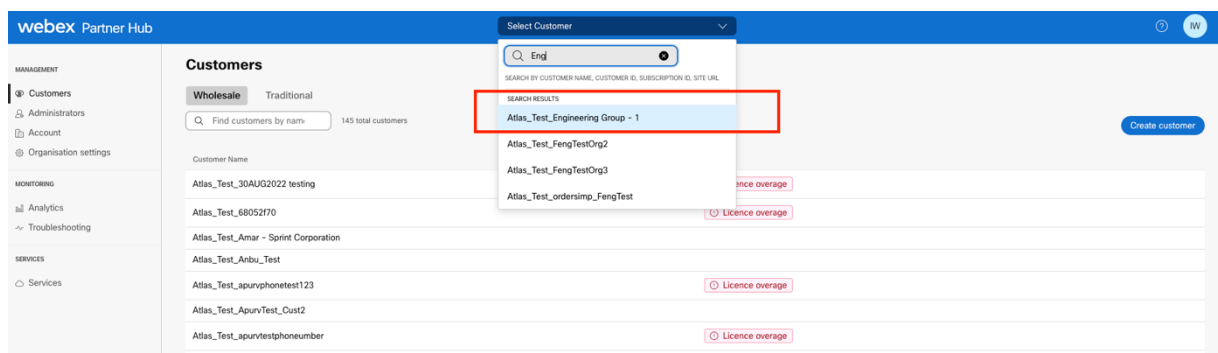 webex Partner Hub
Select Customer
IW
Eng
SEARCH BY CUSTOMER NAME, CUSTOMER ID, SUBSCRIPTION ID, SITE URL
SEARCH RESULTS
Atlas_Test_Engineering Group - 1
Atlas_Test_FengTestOrg2
Atlas_Test_FengTestOrg3
Atlas_Test_ordersimp_FengTest
MANAGEMENT
Customers
Administrators
Account
Organisation settings
MONITORING
Analytics
Troubleshooting
SERVICES
Services
Customers
Wholesale Traditional
Find customers by nam 145 total customers
Create customer
Customer Name
Atlas_Test_30AUG2022 testing ence overage
Atlas_Test_68052f70 Licence overage
Atlas_Test_Amar - Sprint Corporation
Atlas_Test_Anbu_Test
Atlas_Test_apurvphonetest123 Licence overage
Atlas_Test_ApurvTest_Cust2
Atlas_Test_apurvtestphoneumber Licence overage